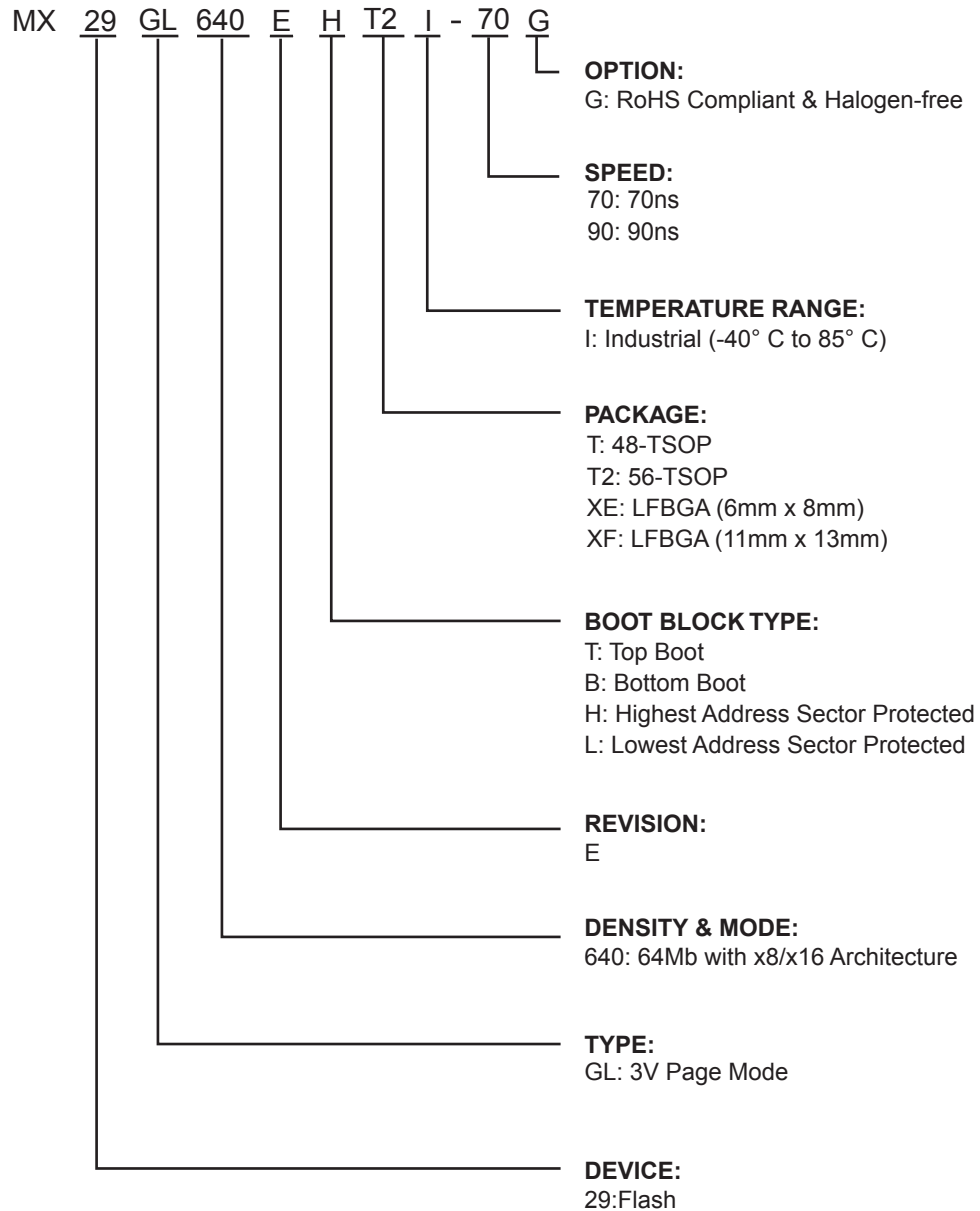 MX 29 GL 640 E H T2 I - 70 G
OPTION:
G: RoHS Compliant & Halogen-free
SPEED:
70: 70ns
90: 90ns
TEMPERATURE RANGE:
I: Industrial (-40° C to 85° C)
PACKAGE:
T: 48-TSOP
T2: 56-TSOP
XE: LFBGA (6mm x 8mm)
XF: LFBGA (11mm x 13mm)
BOOT BLOCK TYPE:
T: Top Boot
B: Bottom Boot
H: Highest Address Sector Protected
L: Lowest Address Sector Protected
REVISION:
E
DENSITY & MODE:
640: 64Mb with x8/x16 Architecture
TYPE:
GL: 3V Page Mode
DEVICE:
29:Flash